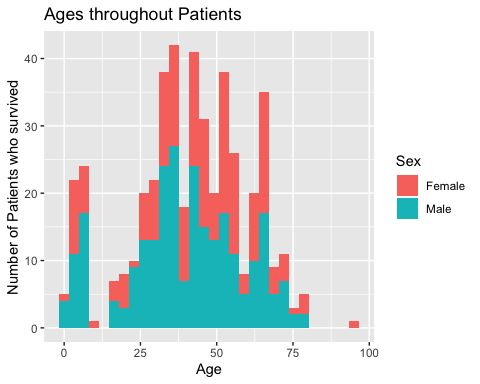 Ages throughout Patients
Number of Patients who survived
40
30
20
10
0
0 25 50 75 100
Age
Sex
Female
Male